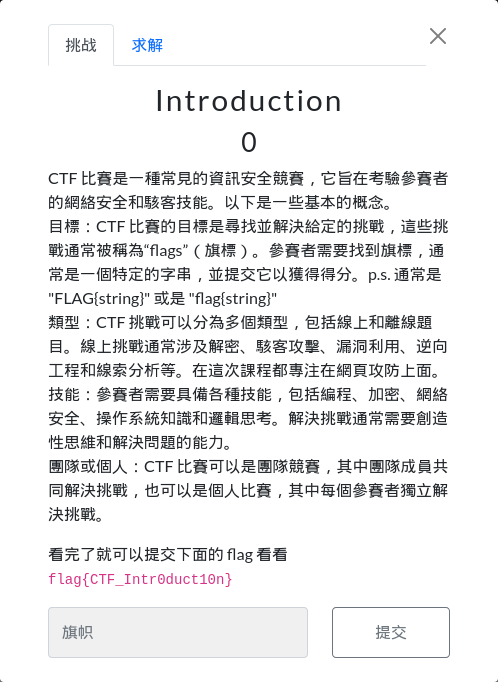 挑战 求解
Introduction
0
CTF 比賽是一種常見的資訊安全競賽，它旨在考驗參賽者
的網絡安全和駭客技能。以下是一些基本的概念。
目標：CTF 比賽的目標是尋找並解決給定的挑戰，這些挑
戰通常被稱為“flags”（旗標）。參賽者需要找到旗標，通
常是一個特定的字串，並提交它以獲得得分。p.s. 通常是
"FLAG{string}" 或是 "flag{string}"
類型：CTF 挑戰可以分為多個類型，包括線上和離線題
目。線上挑戰通常涉及解密、駭客攻擊、漏洞利用、逆向
工程和線索分析等。在這次課程都專注在網頁攻防上面。
技能：參賽者需要具備各種技能，包括編程、加密、網絡
安全、操作系統知識和邏輯思考。解決挑戰通常需要創造
性思維和解決問題的能力。
團隊或個人：CTF 比賽可以是團隊競賽，其中團隊成員共
同解決挑戰，也可以是個人比賽，其中每個參賽者獨立解
決挑戰。
看完了就可以提交下面的 flag 看看
flag{CTF_Intr0duct10n}
旗帜 提交